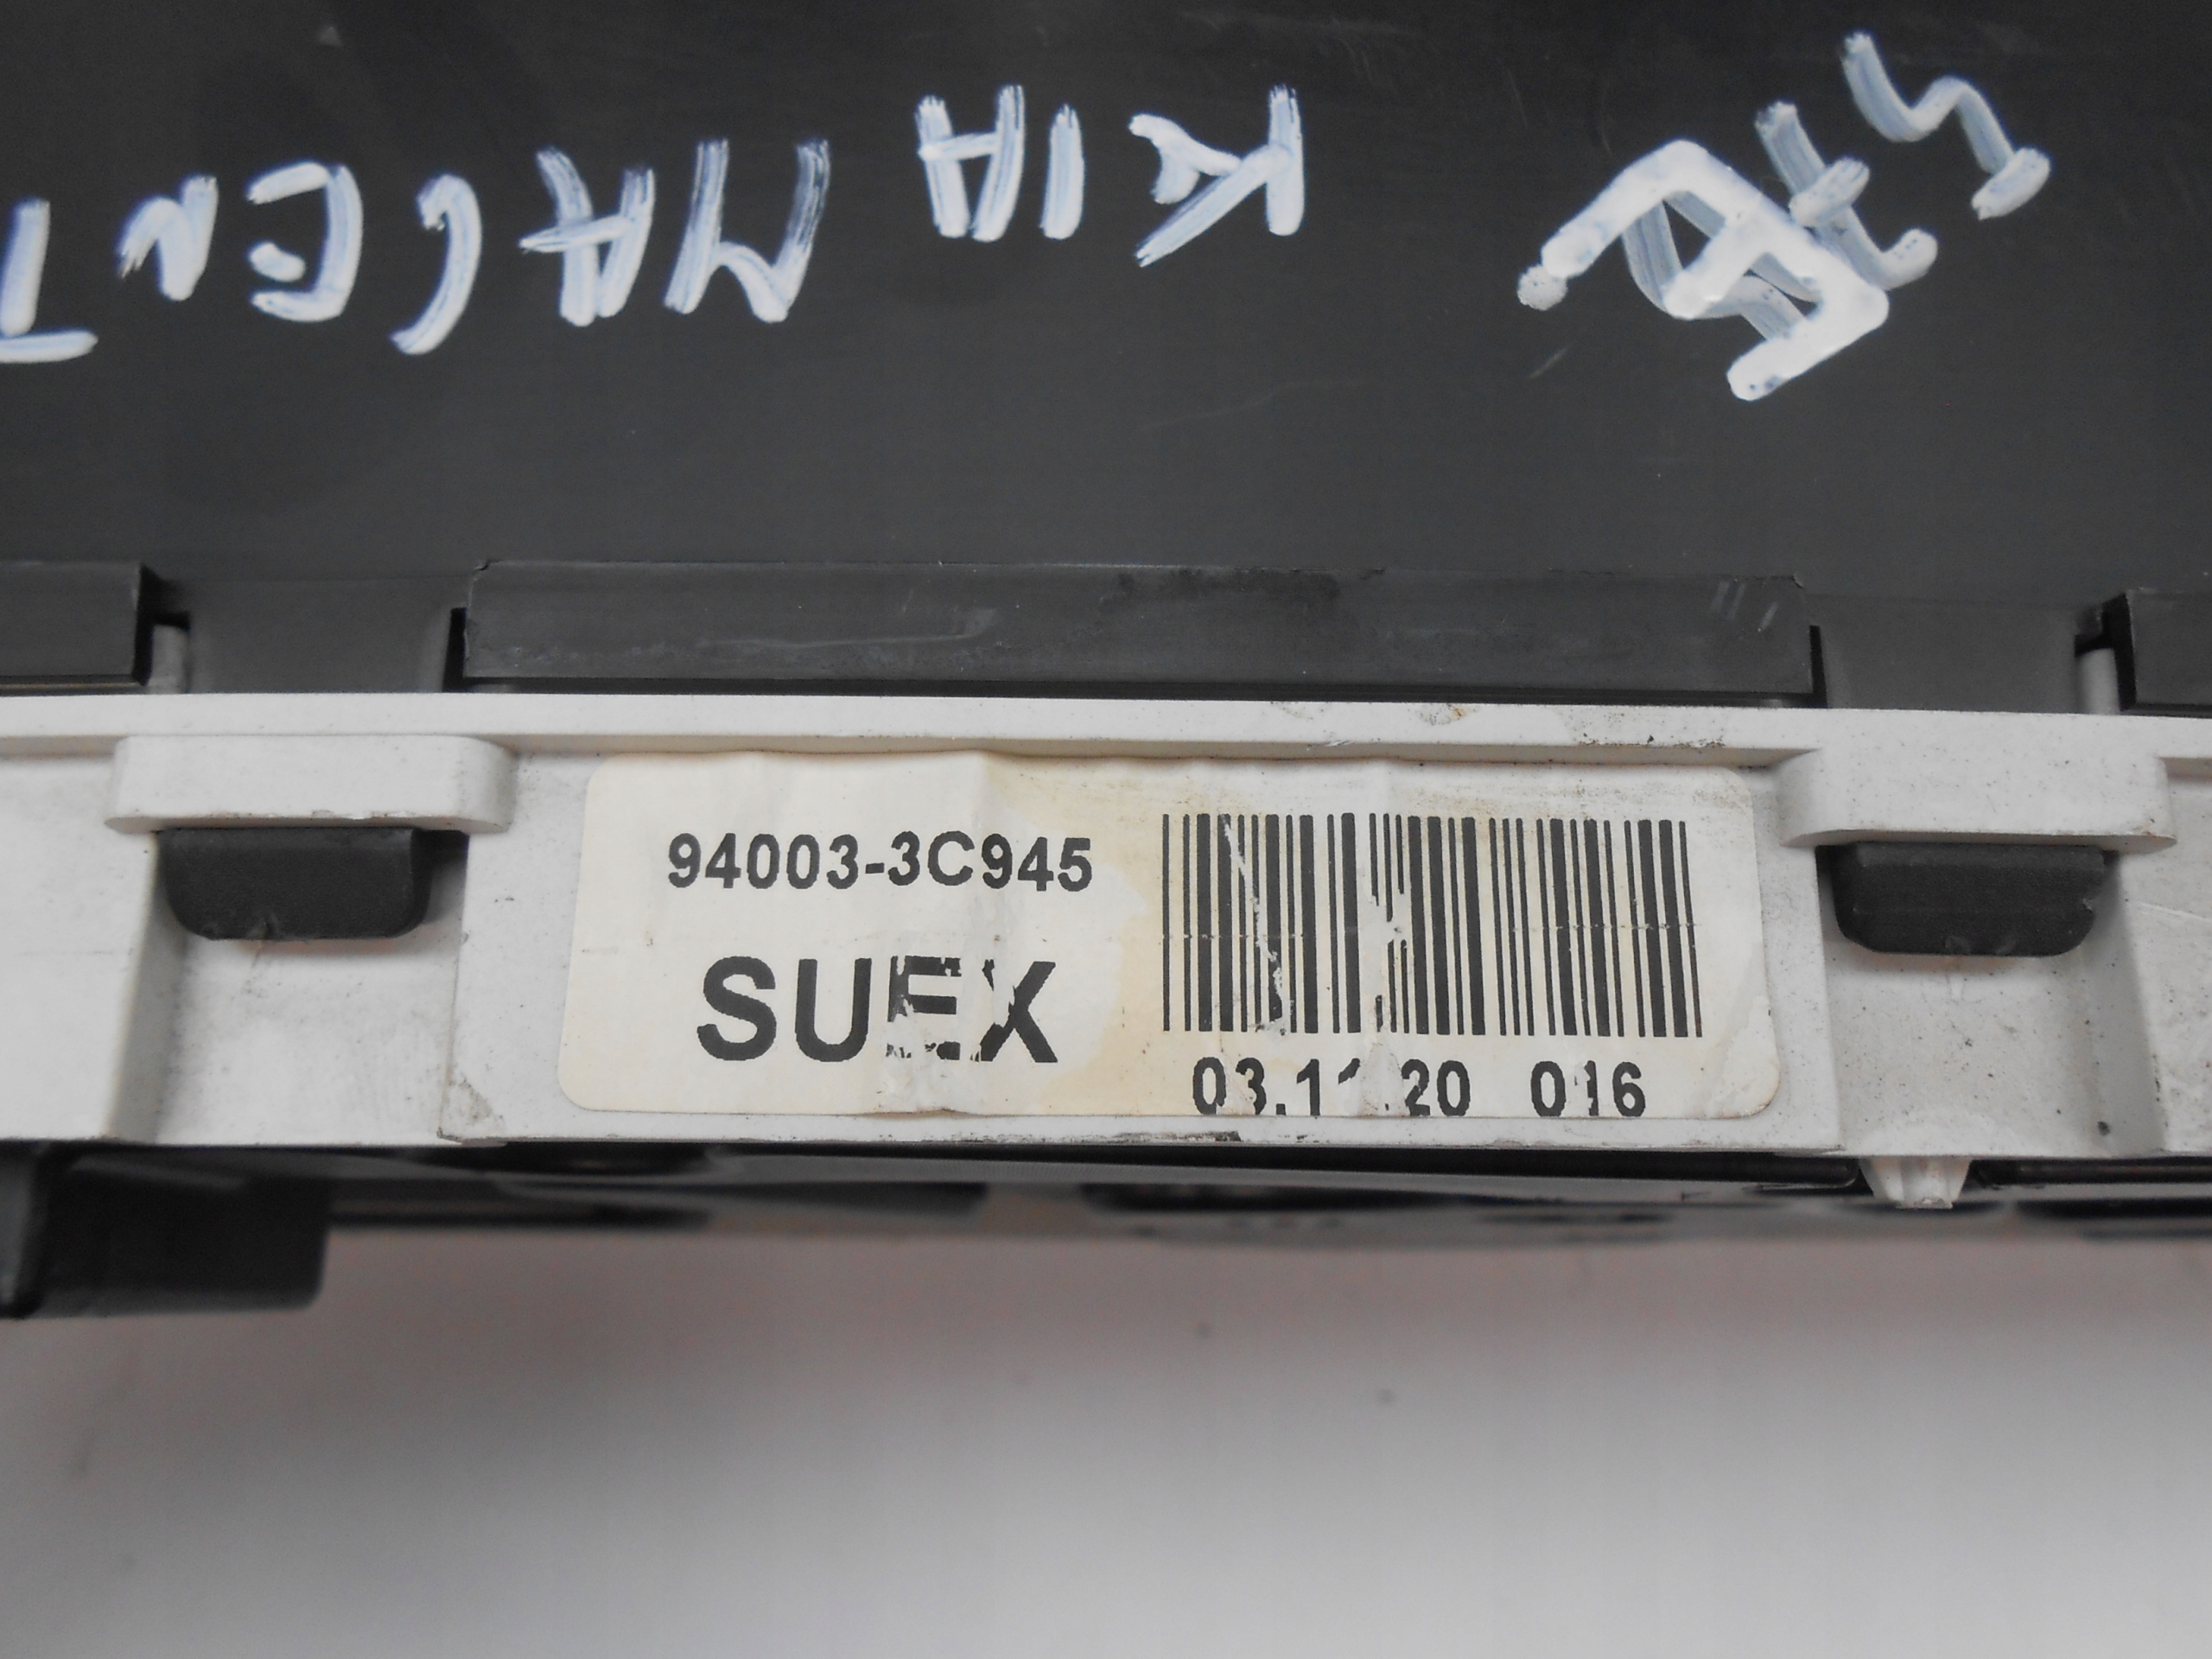 KIA MAGENT
94003-3C945
SUEX
03.11.20 016